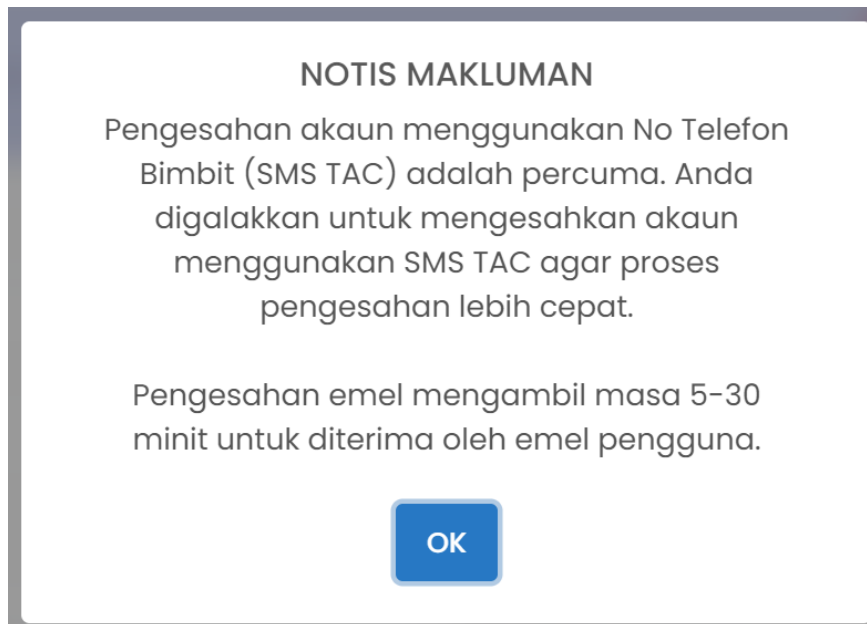 NOTIS MAKLUMAN
Pengesahan akaun menggunakan No Telefon
Bimbit (SMS TAC) adalah percuma. Anda
digalakkan untuk mengesahkan akaun
menggunakan SMS TAC agar proses
pengesahan lebih cepat.
Pengesahan emel mengambil masa 5-30
minit untuk diterima oleh emel pengguna.
OK